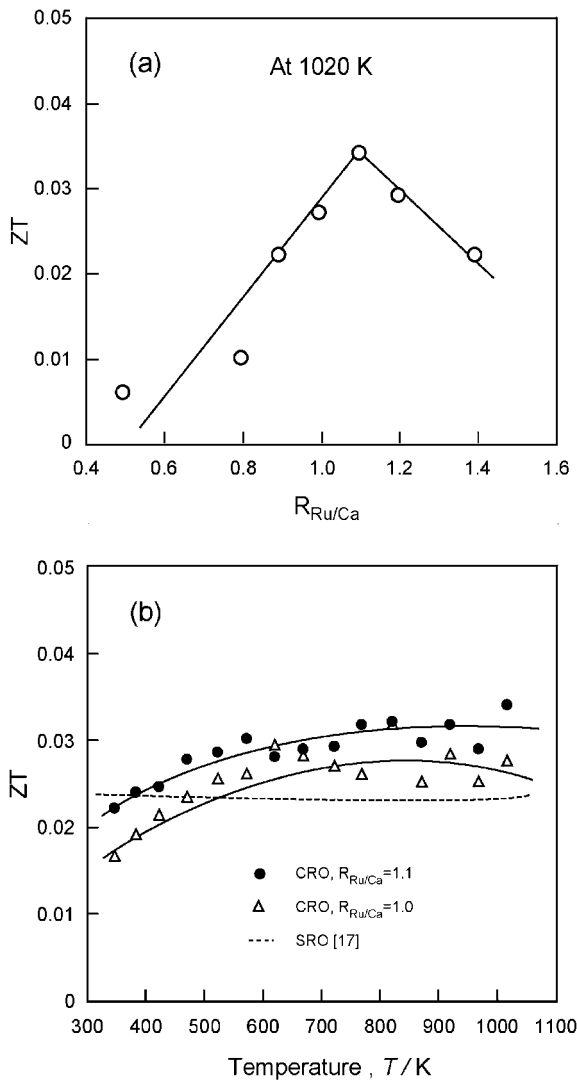 0.05
(a)
At 1020 K
0.04
0.03
ZT
0.02
0.01
0
0.4
0.6
0.8
1.0
1.2
1.4
1.6
R Ru/Ca
0.05
(b)
0.04
0.03
ZT
0.02
CRO, R Ru/Ca=1.1
0.01
CRO, R Ru/Ca=1.0
SRO [17]
0
300 400 500 600 700 800 900 1000 1100
Temperature , T / K